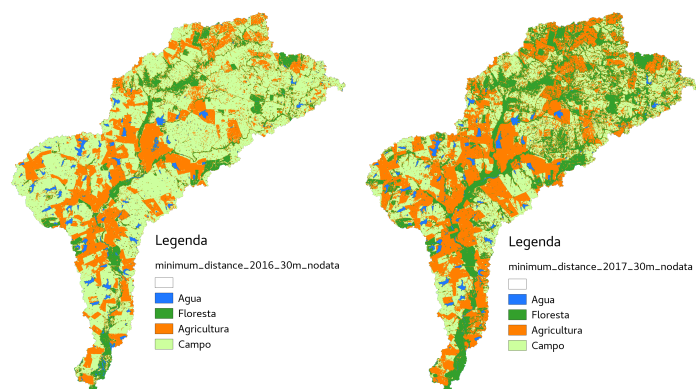 Legenda
minimum_distance_2016_30m_nodata
Agua
Floresta
Agricultura
Campo
Legenda
minimum_distance_2017_30m_nodata
Agua
Floresta
Agricultura
Campo